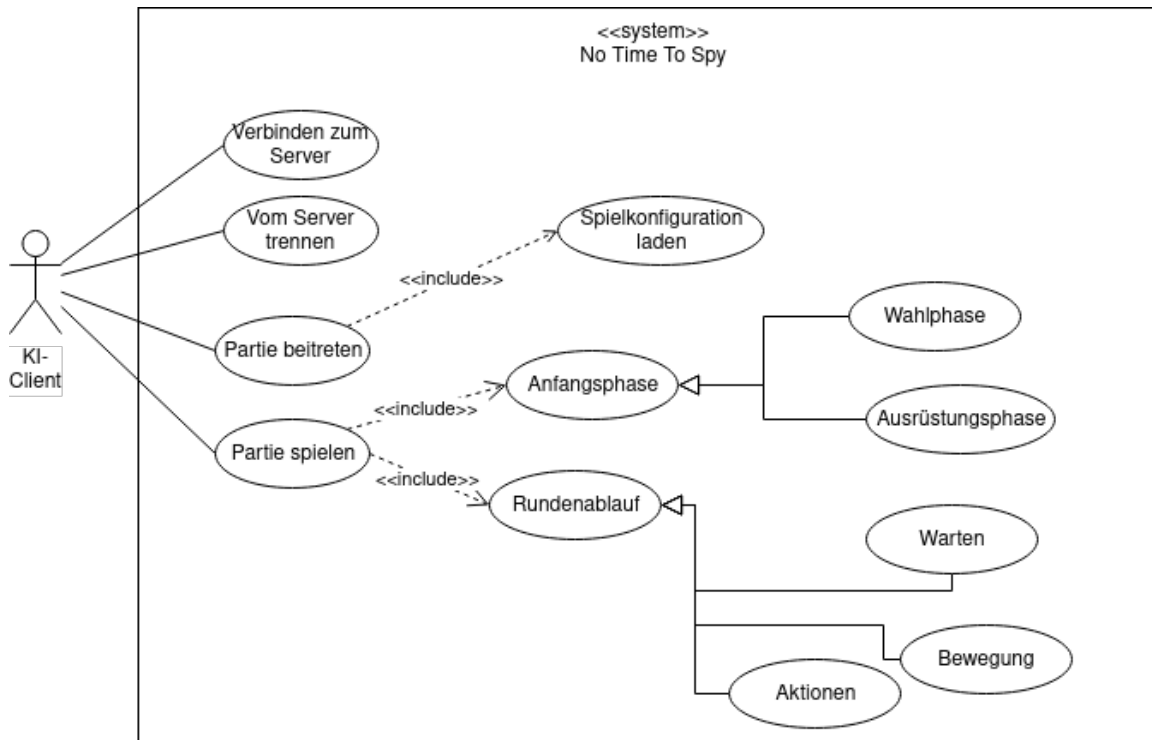 <<system>>
No Time To Spy
Verbinden zum
Server
Vom Server
trennen
Spielkonfiguration
laden
<<include>>
Wahlphase
KI-
Client
Partie beitreten
Anfangsphase
<<include>>
Ausrüstungsphase
Partie spielen
<<include>>
Rundenablauf
Warten
Bewegung
Aktionen